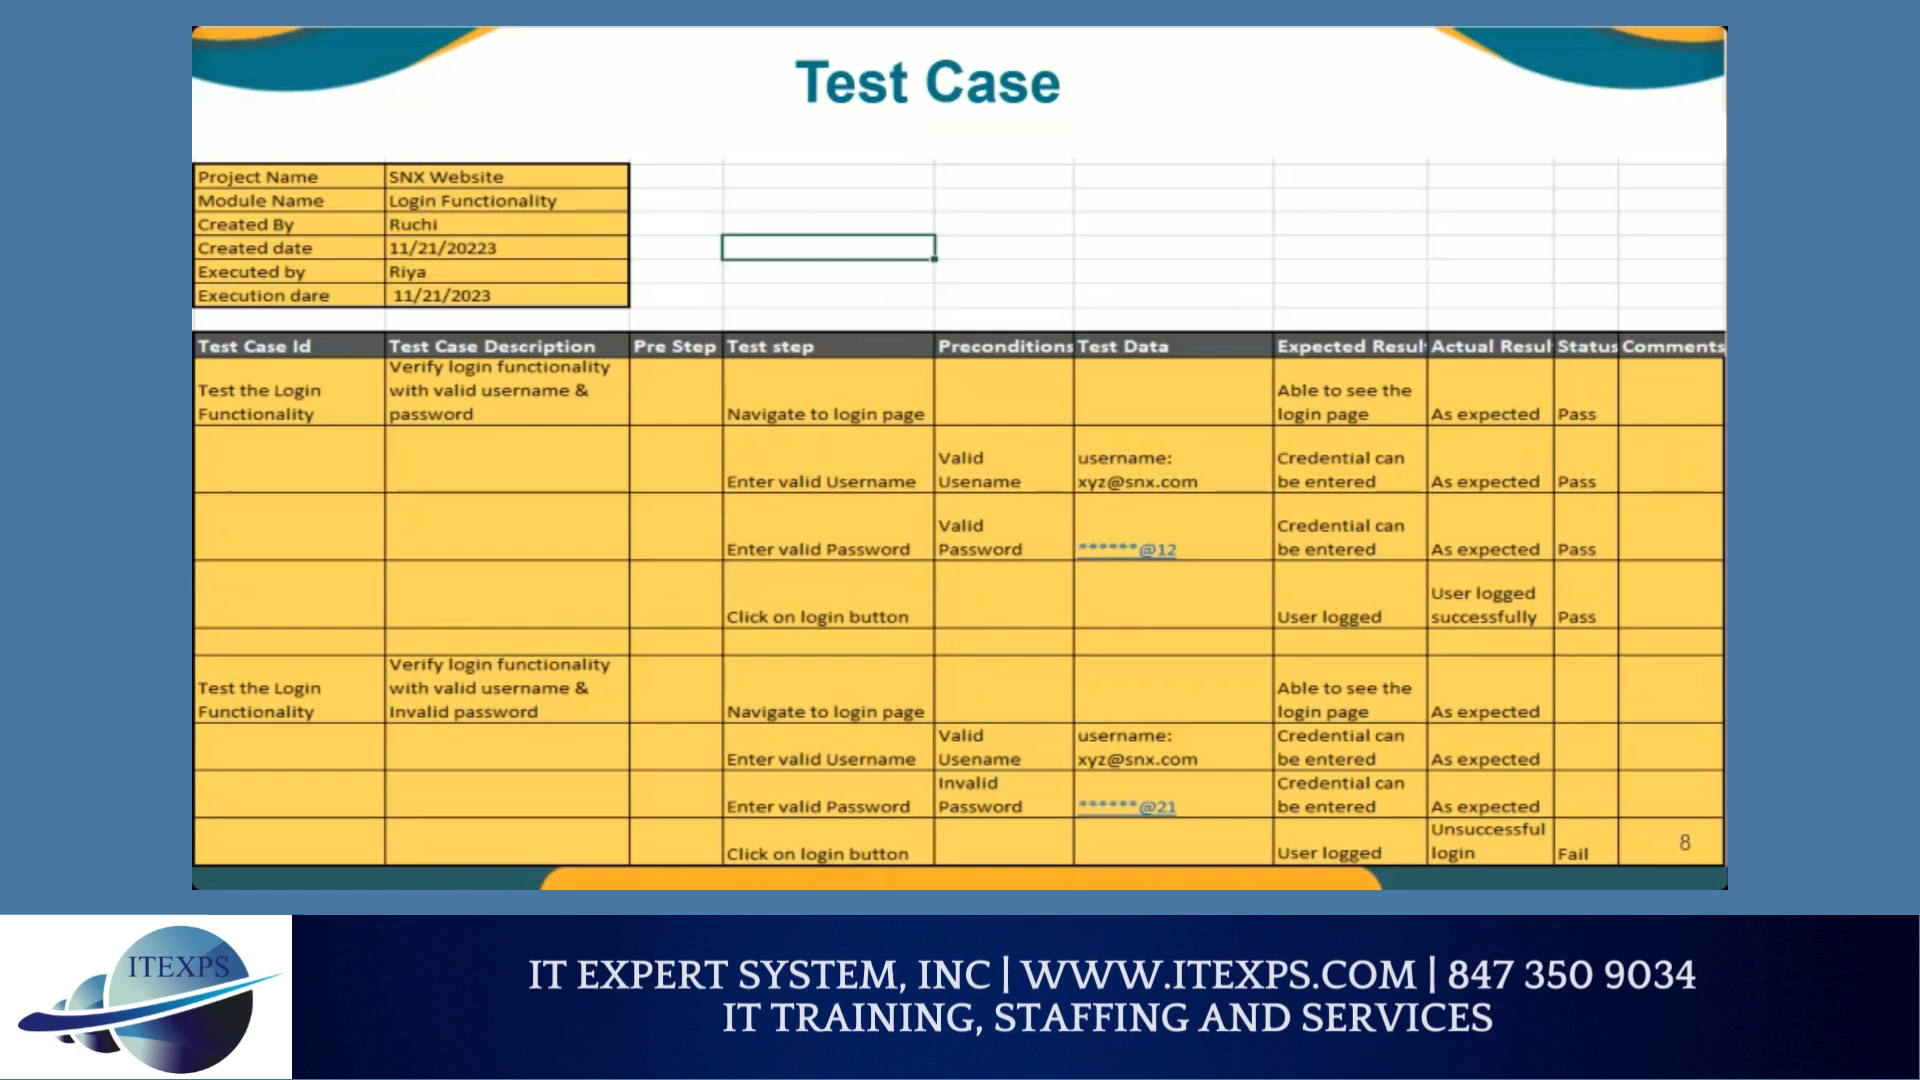 Test Case
Project Name SNX Website
Module Name Login Functionality
Created By Ruchi
Created date 11/21/20223
Executed by Riya
Execution dare 11/21/2023
Test Case Id Test Case Description Pre Step Test step Preconditions Test Data Expected Resul Actual Resul Status Comments
Verify login functionality
Test the Login with valid username & Able to see the
Functionality password Navigate to login page login page As expected Pass
Valid username: Credential can
Enter valid Username Usename xyz@snx.com be entered As expected Pass
Valid Credential can
Enter valid Password Password ******@12 be entered As expected Pass
User logged
Click on login button User logged successfully Pass
Verify login functionality
Test the Login with valid username & Able to see the
Functionality Invalid password Navigate to login page login page As expected
Valid username: Credential can
Enter valid Username Usename xyz@snx.com be entered As expected
Invalid Credential can
Enter valid Password Password ******@21 be entered As expected
Unsuccessful
Click on login button User logged login Fail
8
ITEXPS
IT EXPERT SYSTEM, INC | WWW.ITEXPS.COM | 847 350 9034
IT TRAINING, STAFFING AND SERVICES